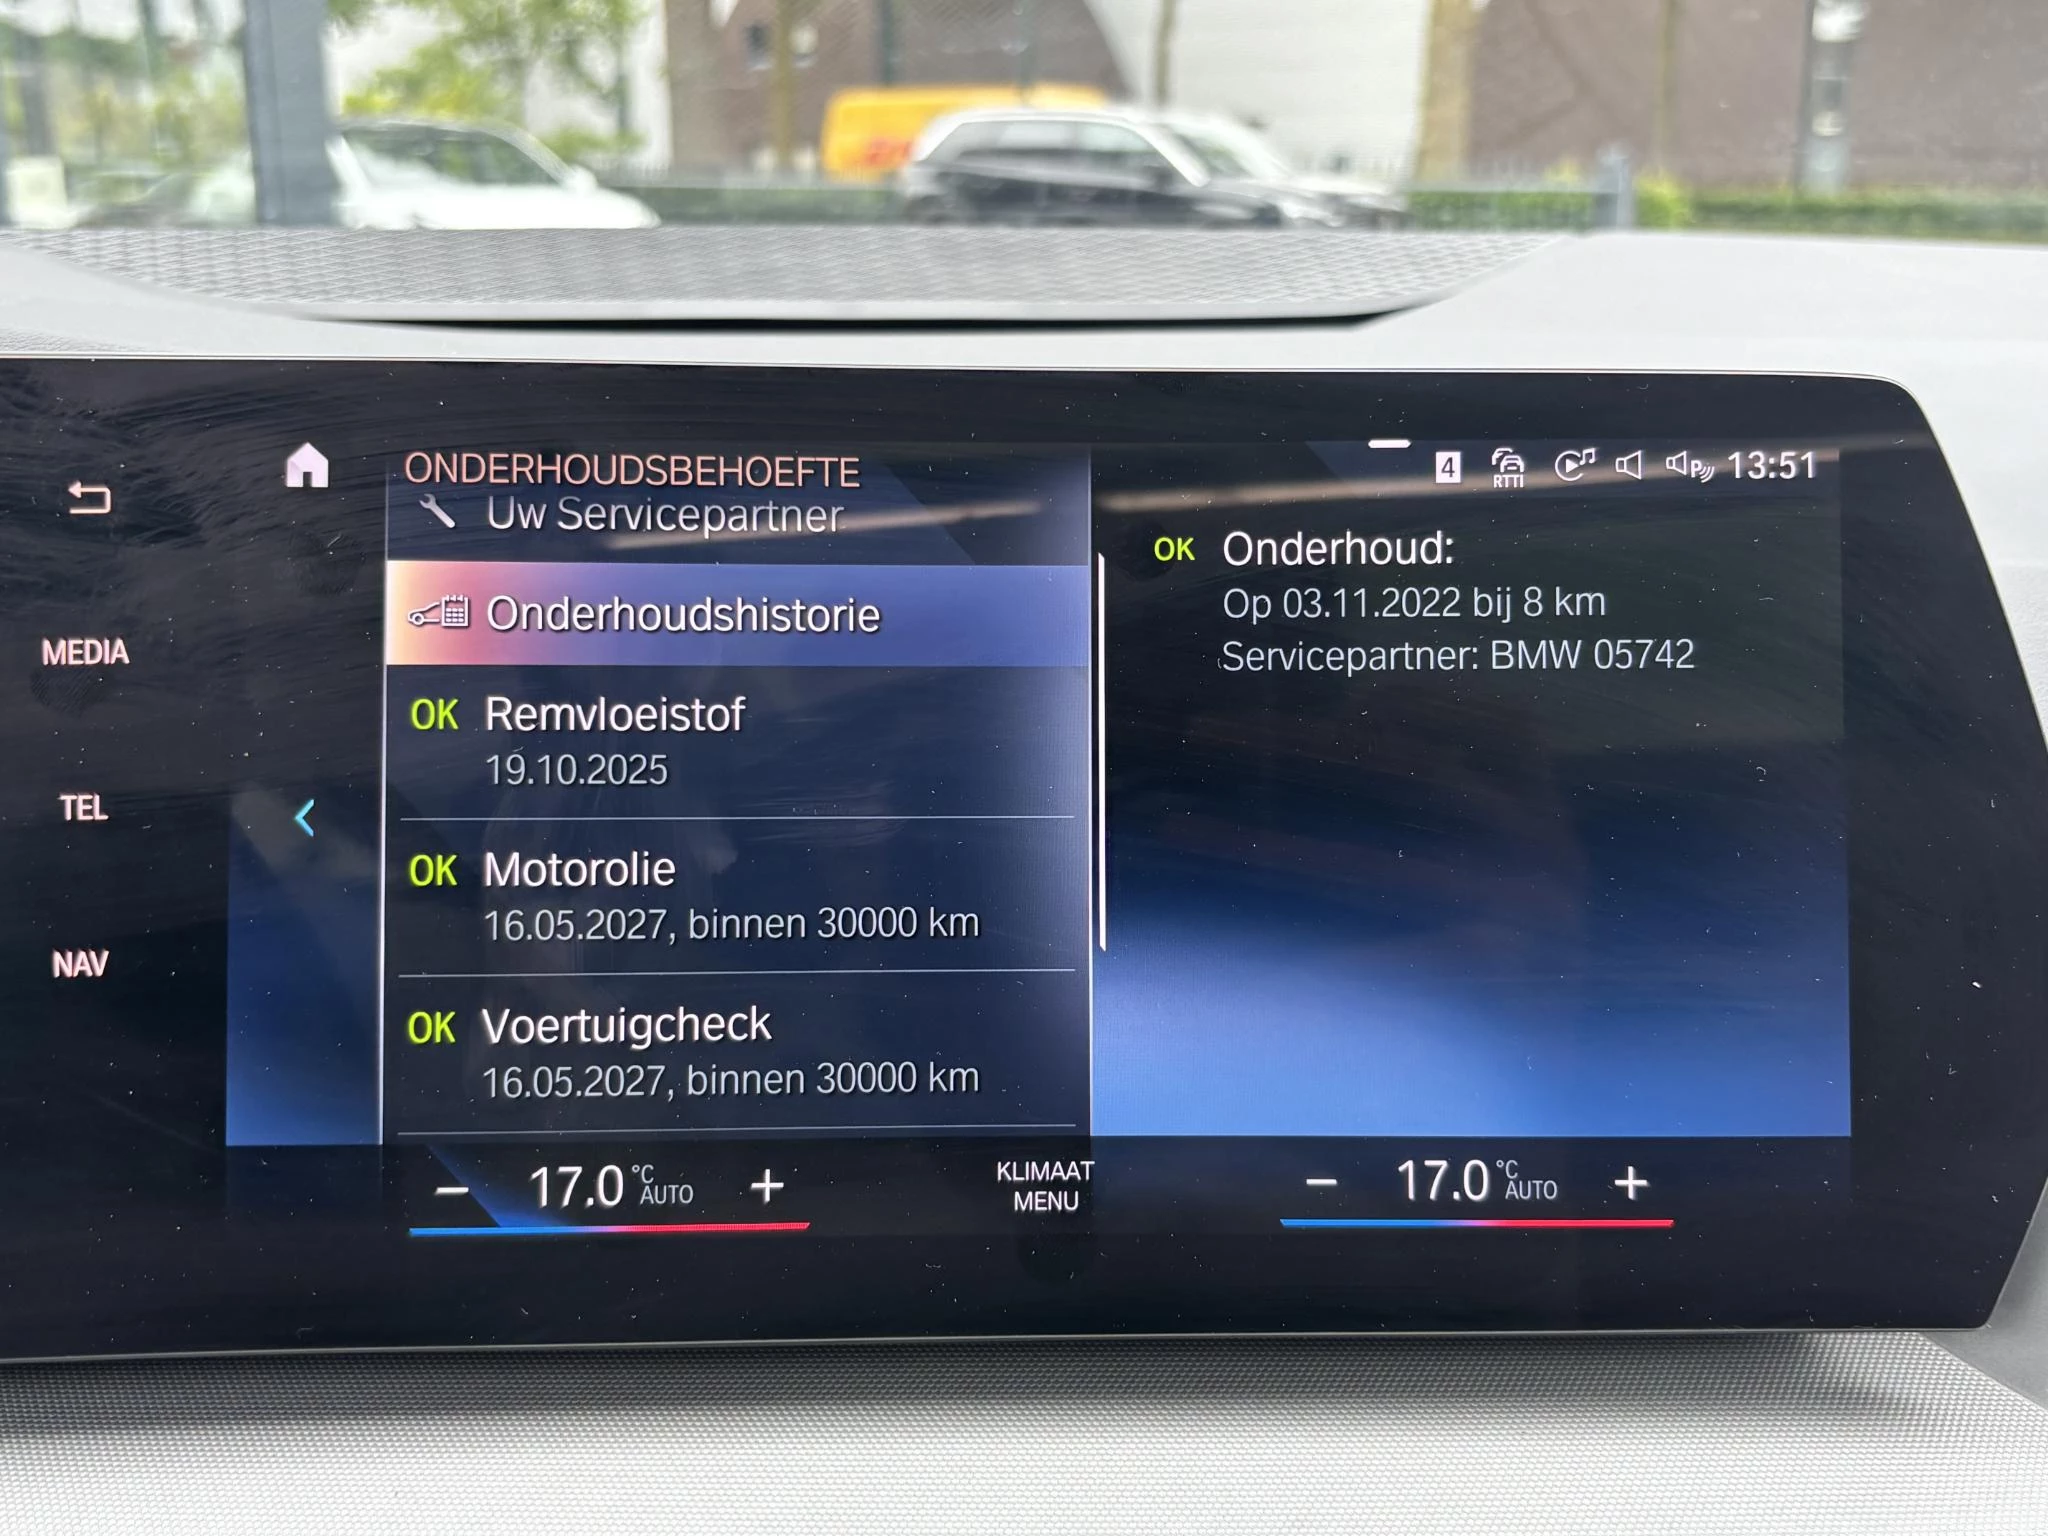 ONDERHOUDSBEHOEFTE
4
RTTI
P
13:51
Uw Servicepartner
Onderhoudshistorie
OK Remvloeistof
19.10.2025
OK Motorolie
16.05.2027, binnen 30000 km
OK Voertuigcheck
16.05.2027, binnen 30000 km
OK Onderhoud:
Op 03.11.2022 bij 8 km
Servicepartner: BMW 05742
MEDIA
TEL
NAV
− 17.0 °C AUTO +
KLIMAAT
MENU
− 17.0 °C AUTO +